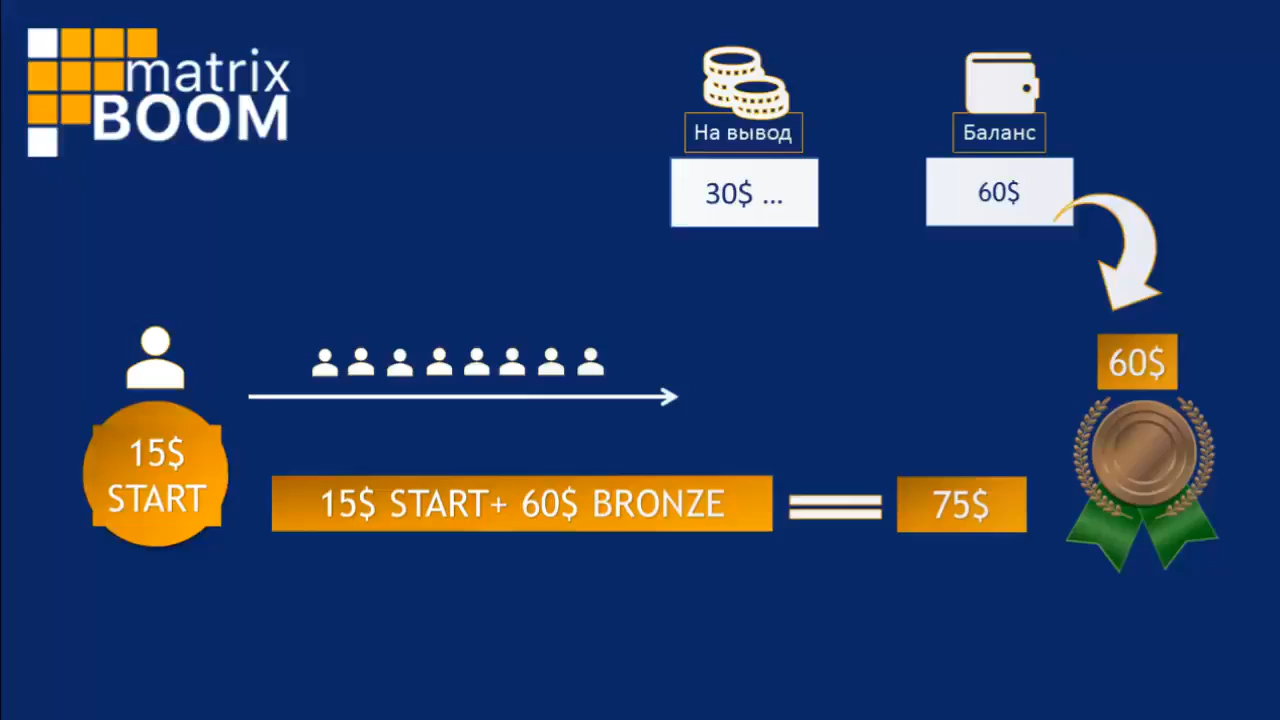 matrix
BOOM
На вывод
Баланс
30$ ...
60$
60$
15$
START
15$ START+ 60$ BRONZE
75$